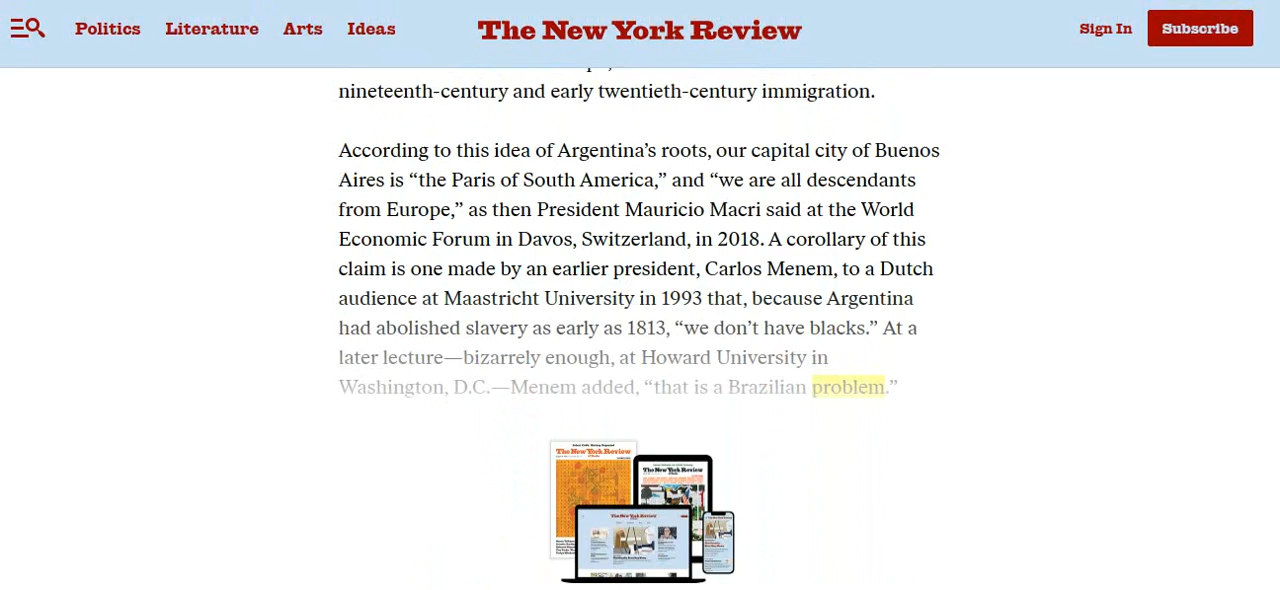 Politics Literature Arts Ideas The New York Review Sign In Subscribe
nineteenth-century and early twentieth-century immigration.
According to this idea of Argentina’s roots, our capital city of Buenos
Aires is “the Paris of South America,” and “we are all descendants
from Europe,” as then President Mauricio Macri said at the World
Economic Forum in Davos, Switzerland, in 2018. A corollary of this
claim is one made by an earlier president, Carlos Menem, to a Dutch
audience at Maastricht University in 1993 that, because Argentina
had abolished slavery as early as 1813, “we don’t have blacks.” At a
later lecture—bizarrely enough, at Howard University in
Washington, D.C.—Menem added, “that is a Brazilian problem.”
The New York Review
The New York Review
The New York Review